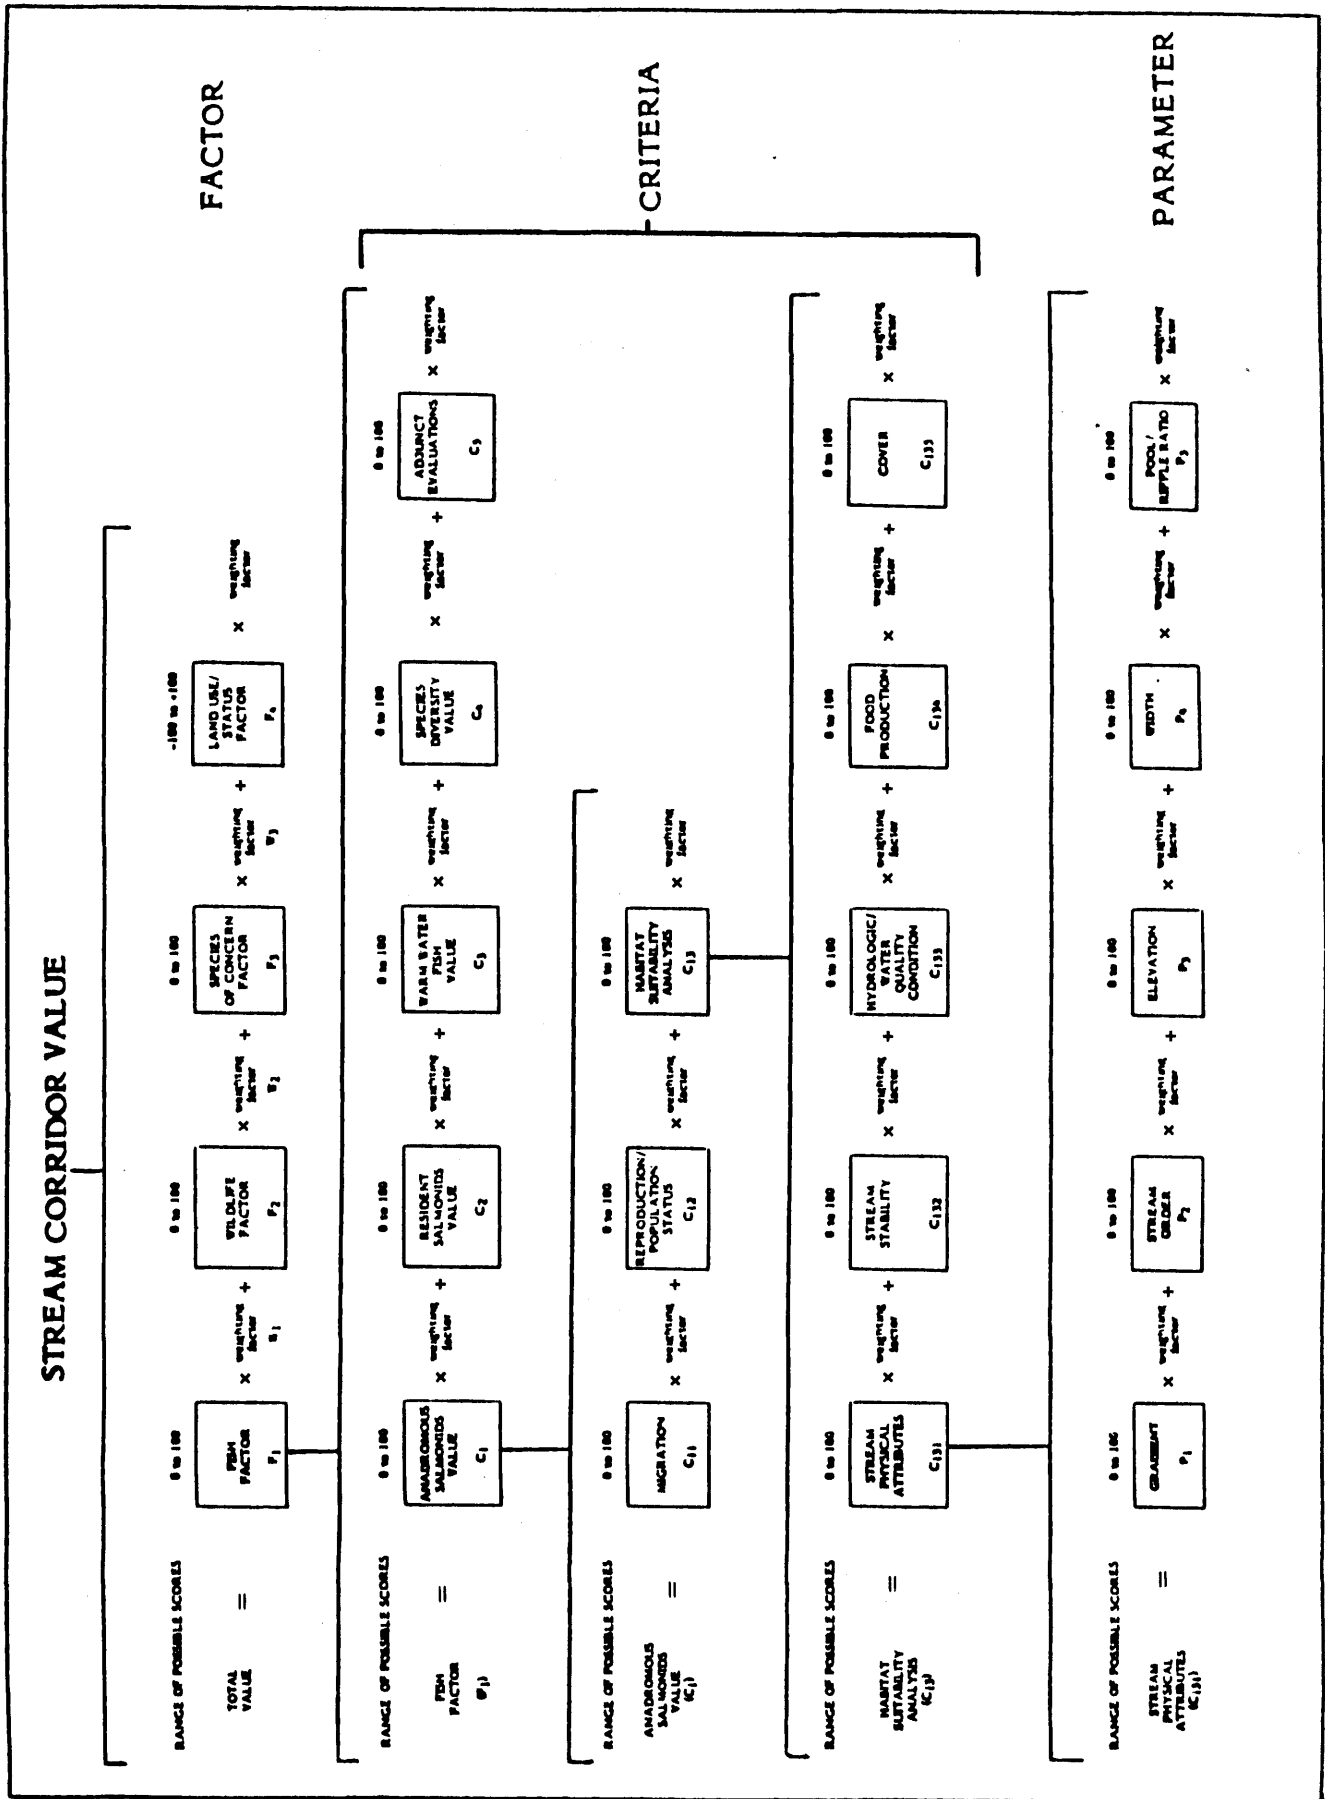 STREAM CORRIDOR VALUE
FACTOR
RANGE OF POSSIBLE SCORES
0 to 100
0 to 100
0 to 100
-100 to +100
TOTAL
VALUE
=
FISH
FACTOR
F1
x weighting
factor
W1
+
WILDLIFE
FACTOR
F2
x weighting
factor
W2
+
SPECIES
OF CONCERN
FACTOR
F3
x weighting
factor
W3
+
LAND USE/
STATUS
FACTOR
F4
x weighting
factor
CRITERIA
RANGE OF POSSIBLE SCORES
0 to 100
0 to 100
0 to 100
0 to 100
0 to 100
FISH
FACTOR
(F1)
=
ANADROMOUS
SALMONIDS
VALUE
C1
x weighting
factor
+
RESIDENT
SALMONIDS
VALUE
C2
x weighting
factor
+
WARM WATER
FISH
VALUE
C3
x weighting
factor
+
SPECIES
DIVERSITY
VALUE
C4
x weighting
factor
+
ADJUNCT
EVALUATIONS
C5
x weighting
factor
RANGE OF POSSIBLE SCORES
0 to 100
0 to 100
0 to 100
ANADROMOUS
SALMONIDS
VALUE
(C1)
=
MIGRATION
C11
x weighting
factor
+
REPRODUCTION/
POPULATION
STATUS
C12
x weighting
factor
+
HABITAT
SUITABILITY
ANALYSIS
C13
x weighting
factor
RANGE OF POSSIBLE SCORES
0 to 100
0 to 100
0 to 100
0 to 100
0 to 100
HABITAT
SUITABILITY
ANALYSIS
(C13)
=
STREAM
PHYSICAL
ATTRIBUTES
C131
x weighting
factor
+
STREAM
STABILITY
C132
x weighting
factor
+
HYDROLOGIC/
WATER
QUALITY
CONDITION
C133
x weighting
factor
+
FOOD
PRODUCTION
C134
x weighting
factor
+
COVER
C135
x weighting
factor
PARAMETER
RANGE OF POSSIBLE SCORES
0 to 100
0 to 100
0 to 100
0 to 100
0 to 100
STREAM
PHYSICAL
ATTRIBUTES
(C131)
=
GRADIENT
P1
x weighting
factor
+
STREAM
ORDER
P2
x weighting
factor
+
ELEVATION
P3
x weighting
factor
+
WIDTH
P4
x weighting
factor
+
POOL/
RIFFLE RATIO
P5
x weighting
factor